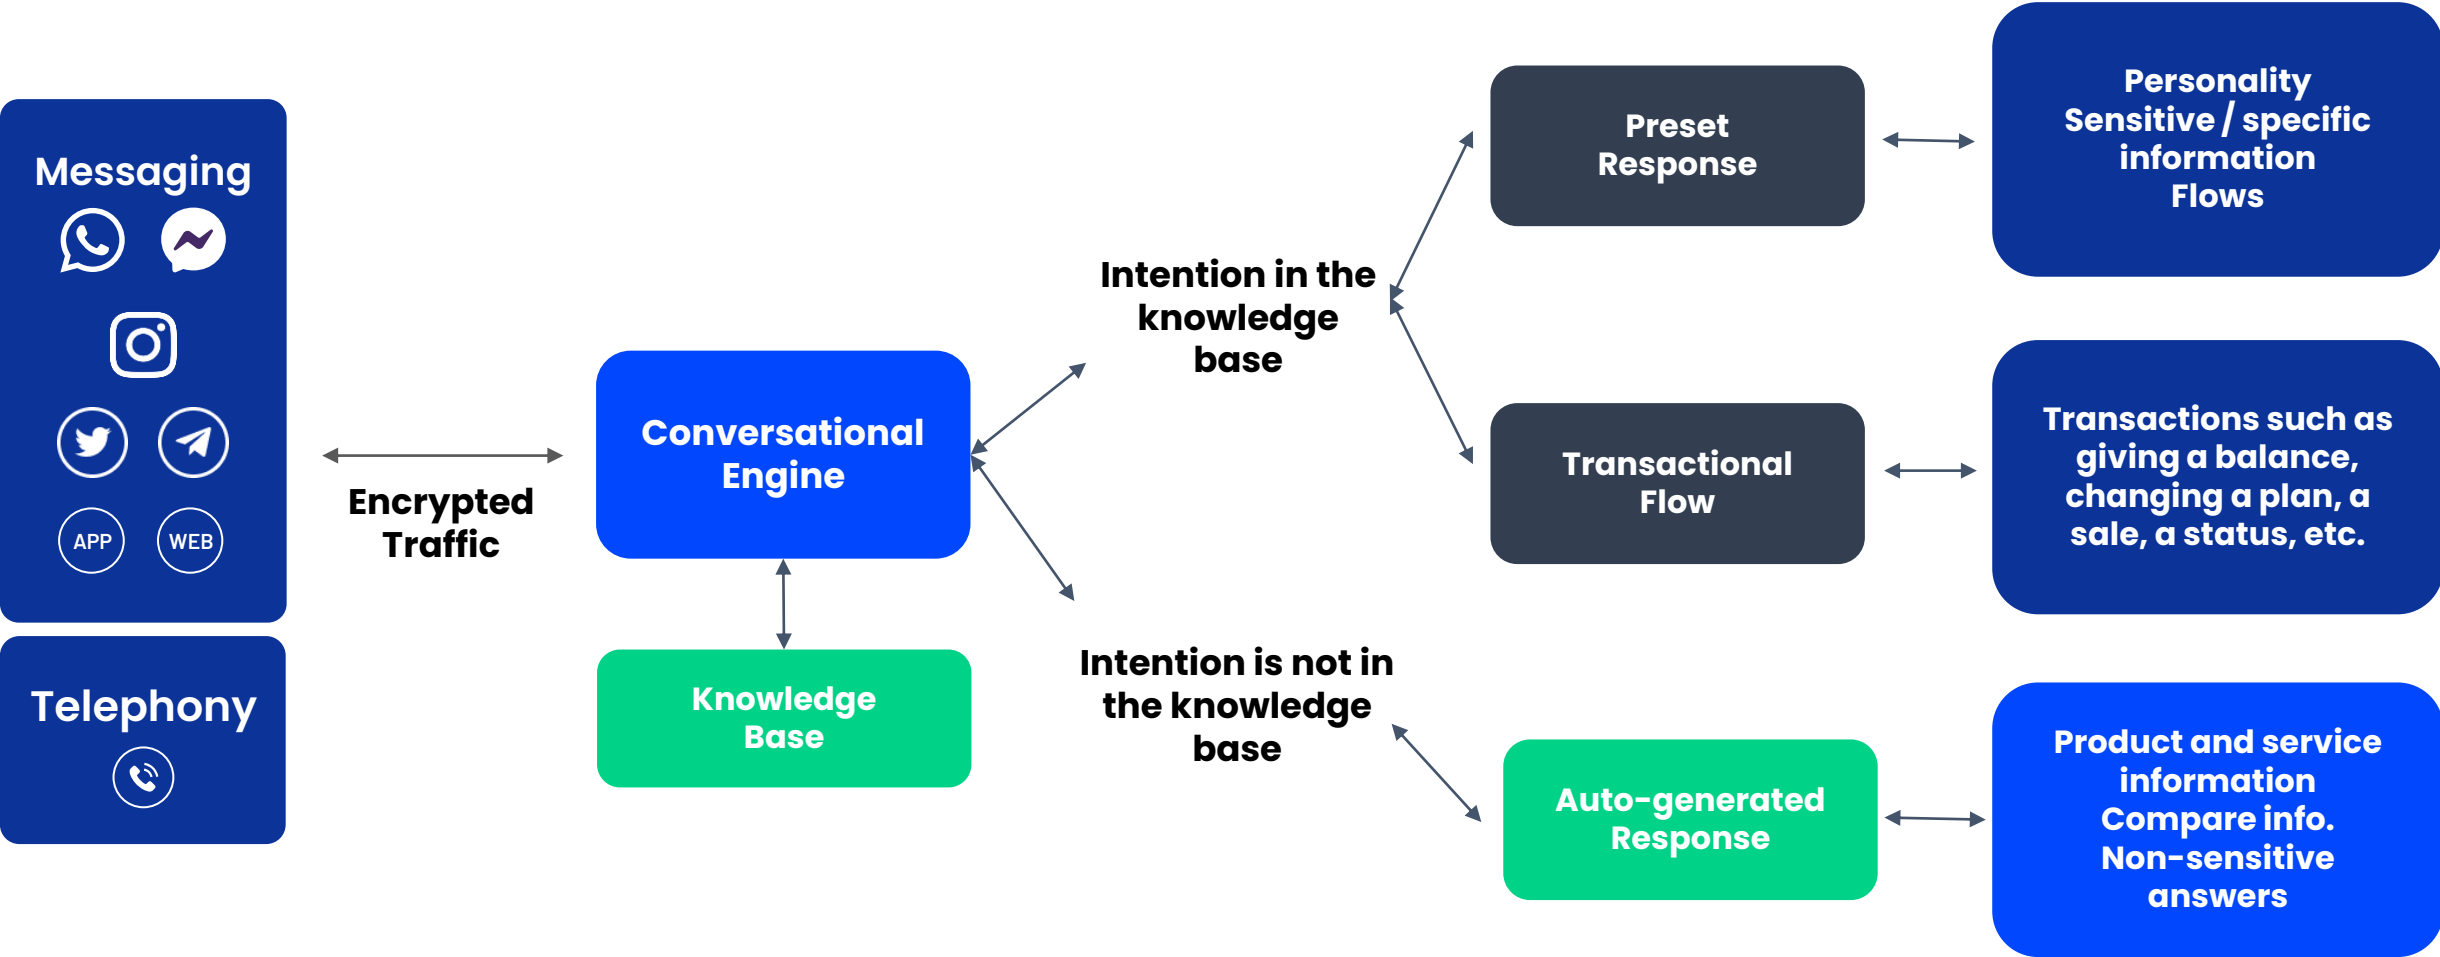 Messaging
APP
WEB
Telephony
Encrypted
Traffic
Conversational
Engine
Knowledge
Base
Intention in the
knowledge
base
Intention is not in
the knowledge
base
Preset
Response
Transactional
Flow
Auto-generated
Response
Personality
Sensitive / specific
information
Flows
Transactions such as
giving a balance,
changing a plan, a
sale, a status, etc.
Product and service
information
Compare info.
Non-sensitive
answers